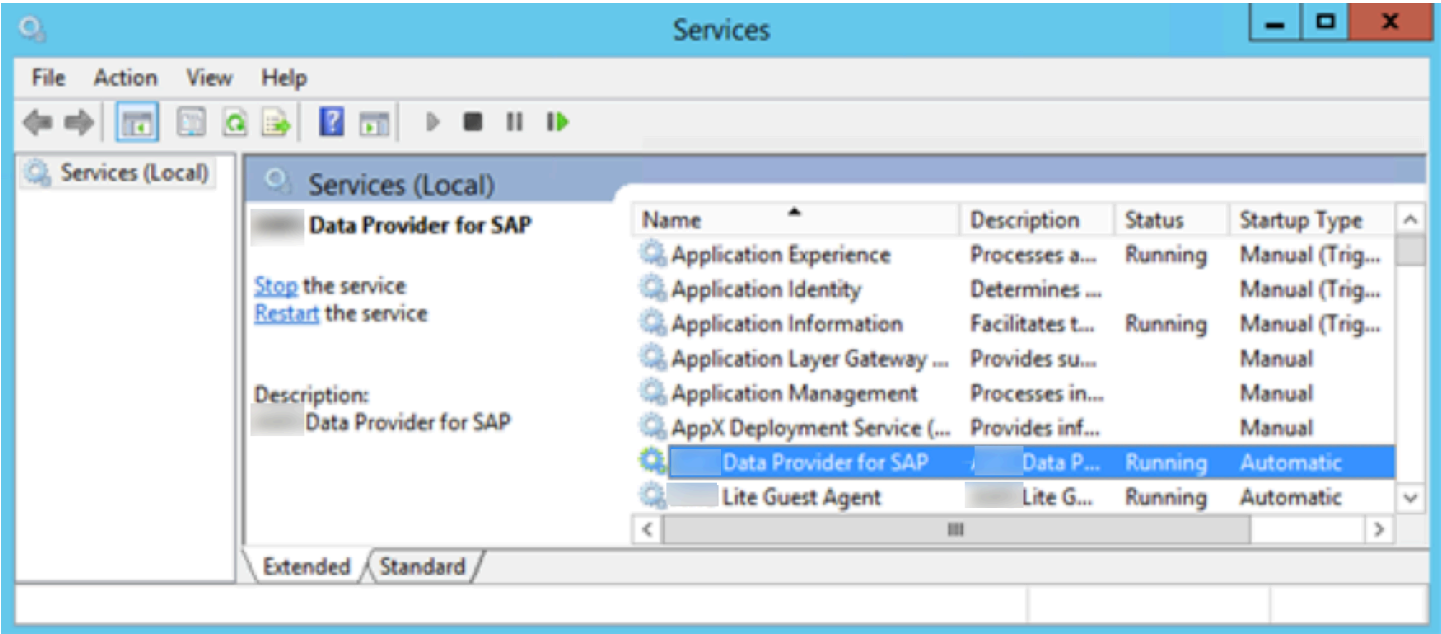 Services
File Action View Help
Services (Local)
Services (Local)
Data Provider for SAP
Stop the service
Restart the service
Description:
Data Provider for SAP
Name Description Status Startup Type
Application Experience Processes a... Running Manual (Trig...
Application Identity Determines ... Manual (Trig...
Application Information Facilitates t... Running Manual (Trig...
Application Layer Gateway ... Provides su... Manual
Application Management Processes in... Manual
AppX Deployment Service (... Provides inf... Manual
Data Provider for SAP Data P... Running Automatic
Lite Guest Agent Lite G... Running Automatic
Extended Standard